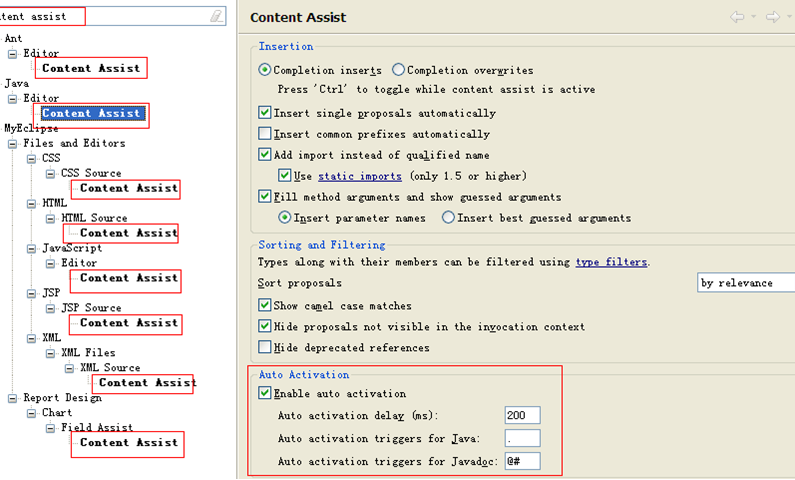 tent assist
Ant
Editor
Content Assist
Java
Editor
Content Assist
MyEclipse
Files and Editors
CSS
CSS Source
Content Assist
HTML
HTML Source
Content Assist
JavaScript
Editor
Content Assist
JSP
JSP Source
Content Assist
XML
XML Files
XML Source
Content Assist
Report Design
Chart
Field Assist
Content Assist
Content Assist
Insertion
Completion inserts Completion overwrites
Press 'Ctrl' to toggle while content assist is active
Insert single proposals automatically
Insert common prefixes automatically
Add import instead of qualified name
Use static imports (only 1.5 or higher)
Fill method arguments and show guessed arguments
Insert parameter names Insert best guessed arguments
Sorting and Filtering
Types along with their members can be filtered using type filters.
Sort proposals by relevance
Show camel case matches
Hide proposals not visible in the invocation context
Hide deprecated references
Auto Activation
Enable auto activation
Auto activation delay (ms): 200
Auto activation triggers for Java: .
Auto activation triggers for Javadoc: @#